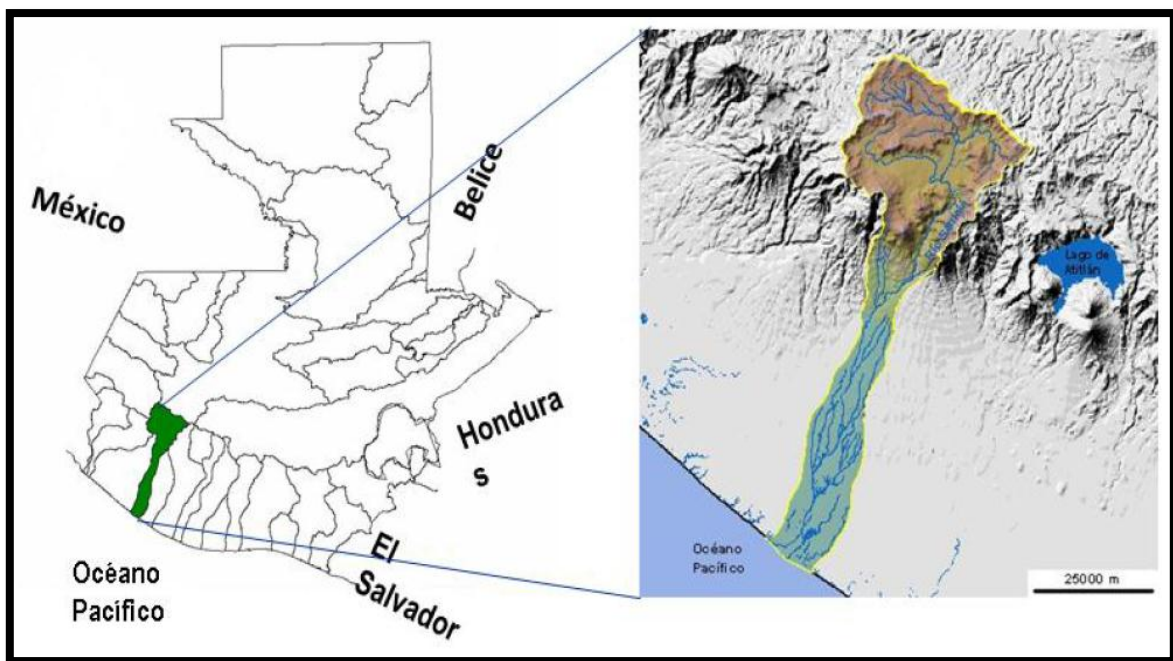 México
Belice
Hondura
s
El
Salvador
Océano
Pacífico
Lago de
Atitlán
Océano
Pacífico
25000 m